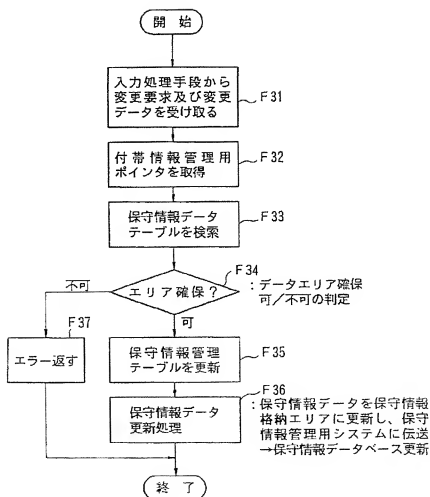 開始
入力処理手段から
変更要求及び変更
データを受け取る
F31
付帯情報管理用
ポインタを取得
F32
保守情報データ
テーブルを検索
F33
エリア確保?
F34
:データエリア確保
可/不可の判定
不可
可
F37
エラー返す
保守情報管理
テーブルを更新
F35
保守情報データ
更新処理
F36
:保守情報データを保守情報
格納エリアに更新し、保守
情報管理用システムに伝送
→保守情報データベース更新
終了